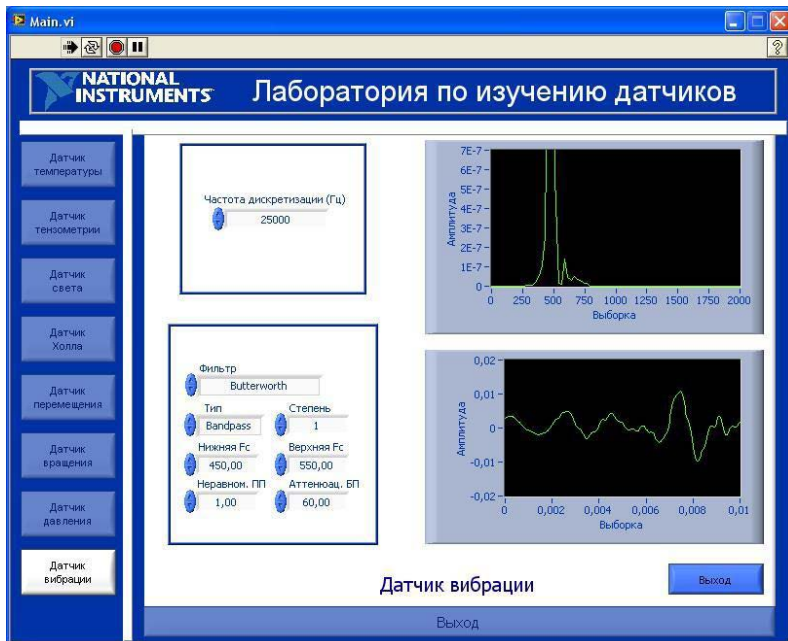 Main.vi
?
NATIONAL
INSTRUMENTS
Лаборатория по изучению датчиков
Датчик
температуры
Датчик
тензометрии
Датчик
света
Датчик
Холла
Датчик
перемещения
Датчик
вращения
Датчик
давления
Датчик
вибрации
Частота дискретизации (Гц)
25000
Фильтр
Butterworth
Тип
Степень
Bandpass
1
Нижняя Fc
Верхняя Fc
450,00
550,00
Неравном. ПП
Аттенюац. БП
1,00
60,00
Амплитуда
7E-7
6E-7
5E-7
4E-7
3E-7
2E-7
1E-7
0
0 250 500 750 1000 1250 1500 1750 2000
Выборка
Амплитуда
0,02
0,01
0
-0,01
-0,02
0 0,002 0,004 0,006 0,008 0,01
Выборка
Датчик вибрации
Выход
Выход